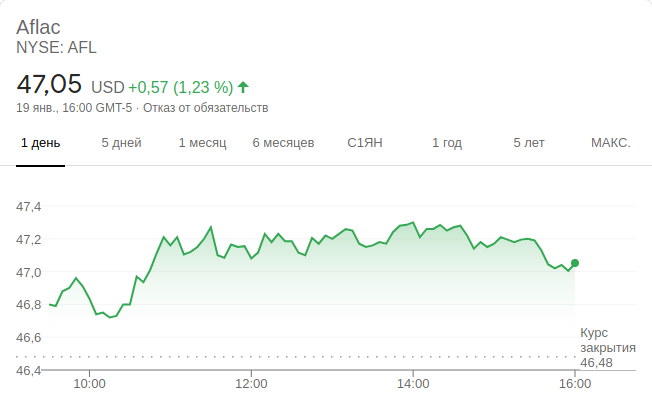 Aflac
NYSE: AFL
47,05 USD +0,57 (1,23 %)
19 янв., 16:00 GMT-5 · Отказ от обязательств
1 день 5 дней 1 месяц 6 месяцев С1ЯН 1 год 5 лет МАКС.
47,4
47,2
47,0
46,8
46,6
46,4
Курс
закрытия
46,48
10:00 12:00 14:00 16:00